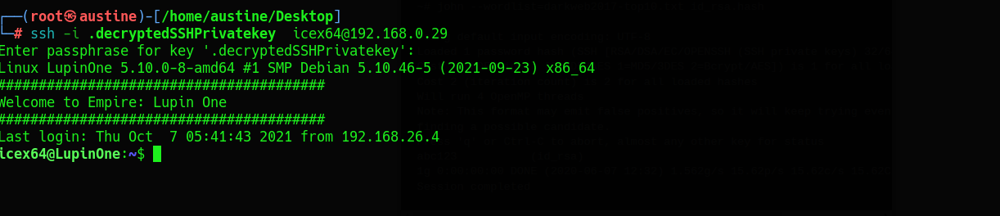 ┌──(root㉿austine)-[/home/austine/Desktop]
└─# ssh -i .decryptedSSHPrivatekey  icex64@192.168.0.29
Enter passphrase for key '.decryptedSSHPrivatekey':
Linux LupinOne 5.10.0-8-amd64 #1 SMP Debian 5.10.46-5 (2021-09-23) x86_64
########################################
Welcome to Empire: Lupin One
########################################
Last login: Thu Oct  7 05:41:43 2021 from 192.168.26.4
icex64@LupinOne:~$